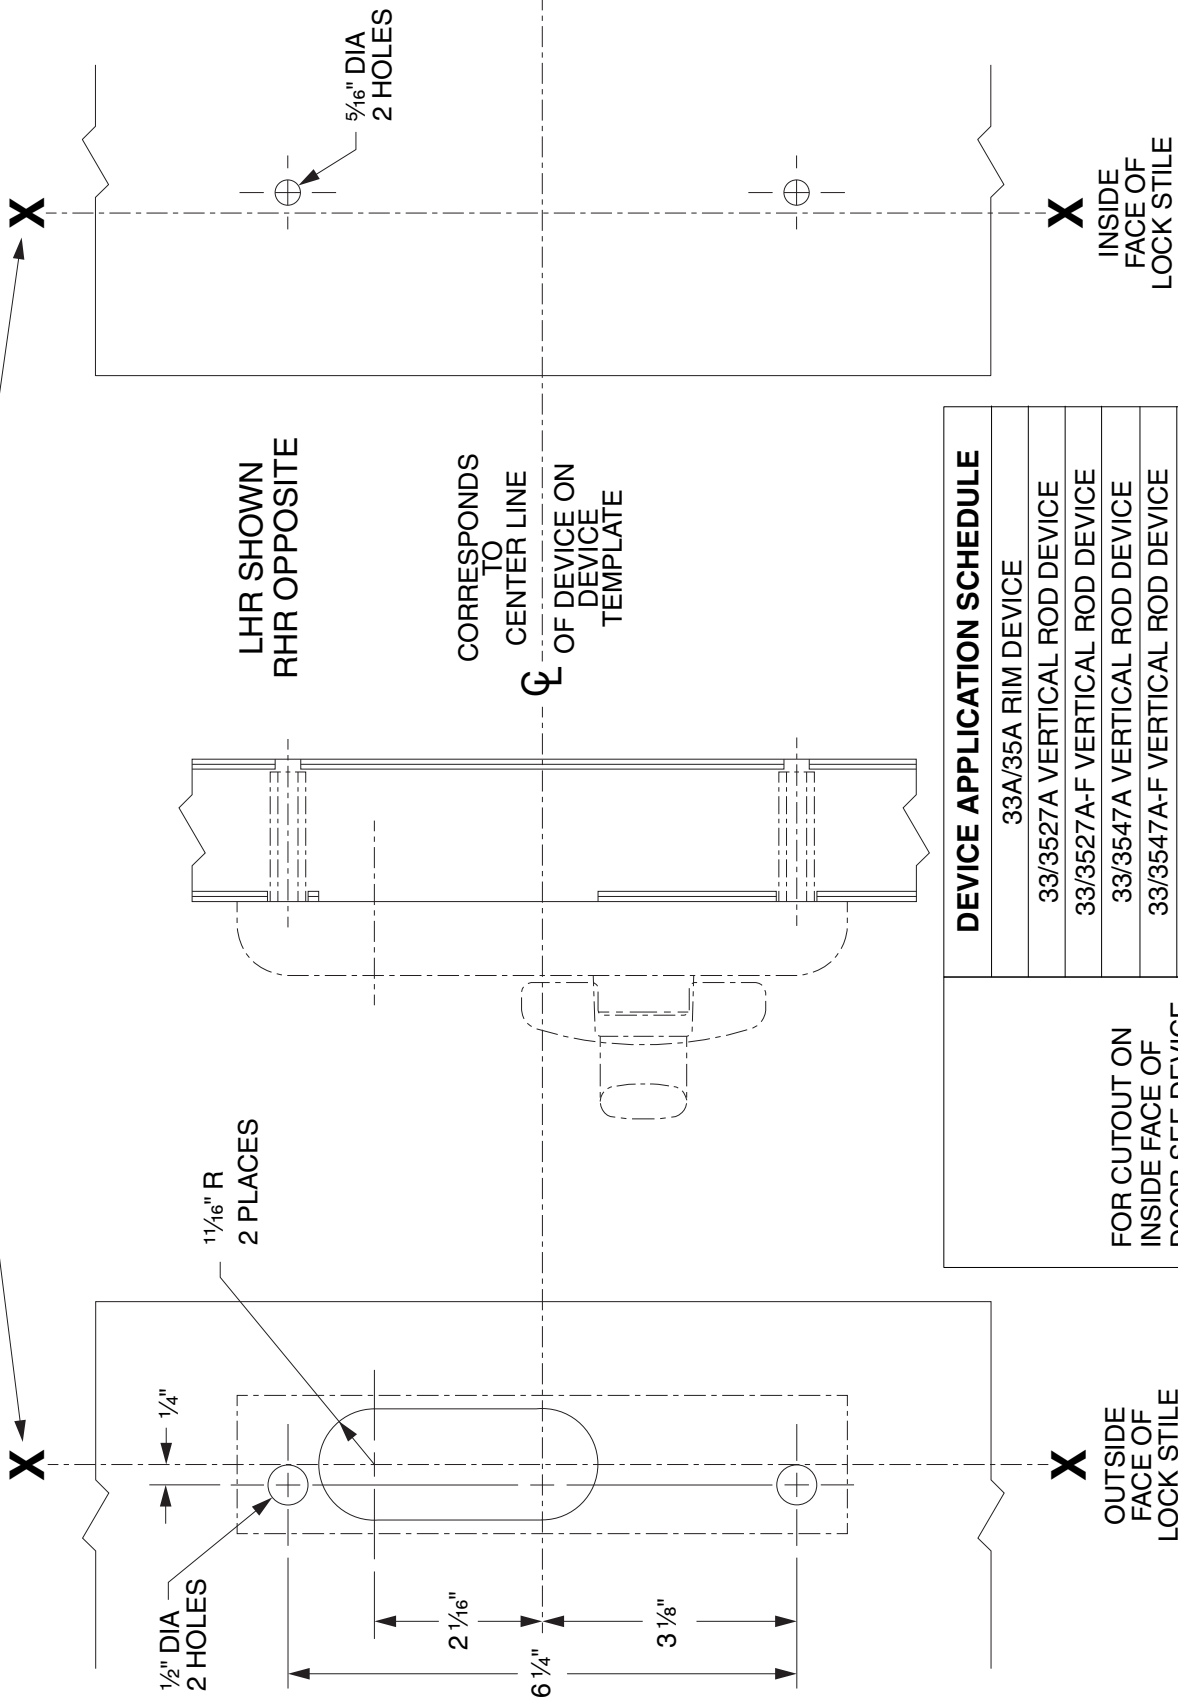 X
X
½" DIA
2 HOLES
¼"
11⁄16" R
2 PLACES
LHR SHOWN
RHR OPPOSITE
5⁄16" DIA
2 HOLES
2 1⁄16"
6 ¼"
3 ⅛"
CORRESPONDS
TO
CENTER LINE
OF DEVICE ON
DEVICE
TEMPLATE
CL
X
OUTSIDE
FACE OF
LOCK STILE
FOR CUTOUT ON
INSIDE FACE OF
DOOR SEE DEVICE
DEVICE APPLICATION SCHEDULE
33A/35A RIM DEVICE
33/3527A VERTICAL ROD DEVICE
33/3527A-F VERTICAL ROD DEVICE
33/3547A VERTICAL ROD DEVICE
33/3547A-F VERTICAL ROD DEVICE
X
INSIDE
FACE OF
LOCK STILE